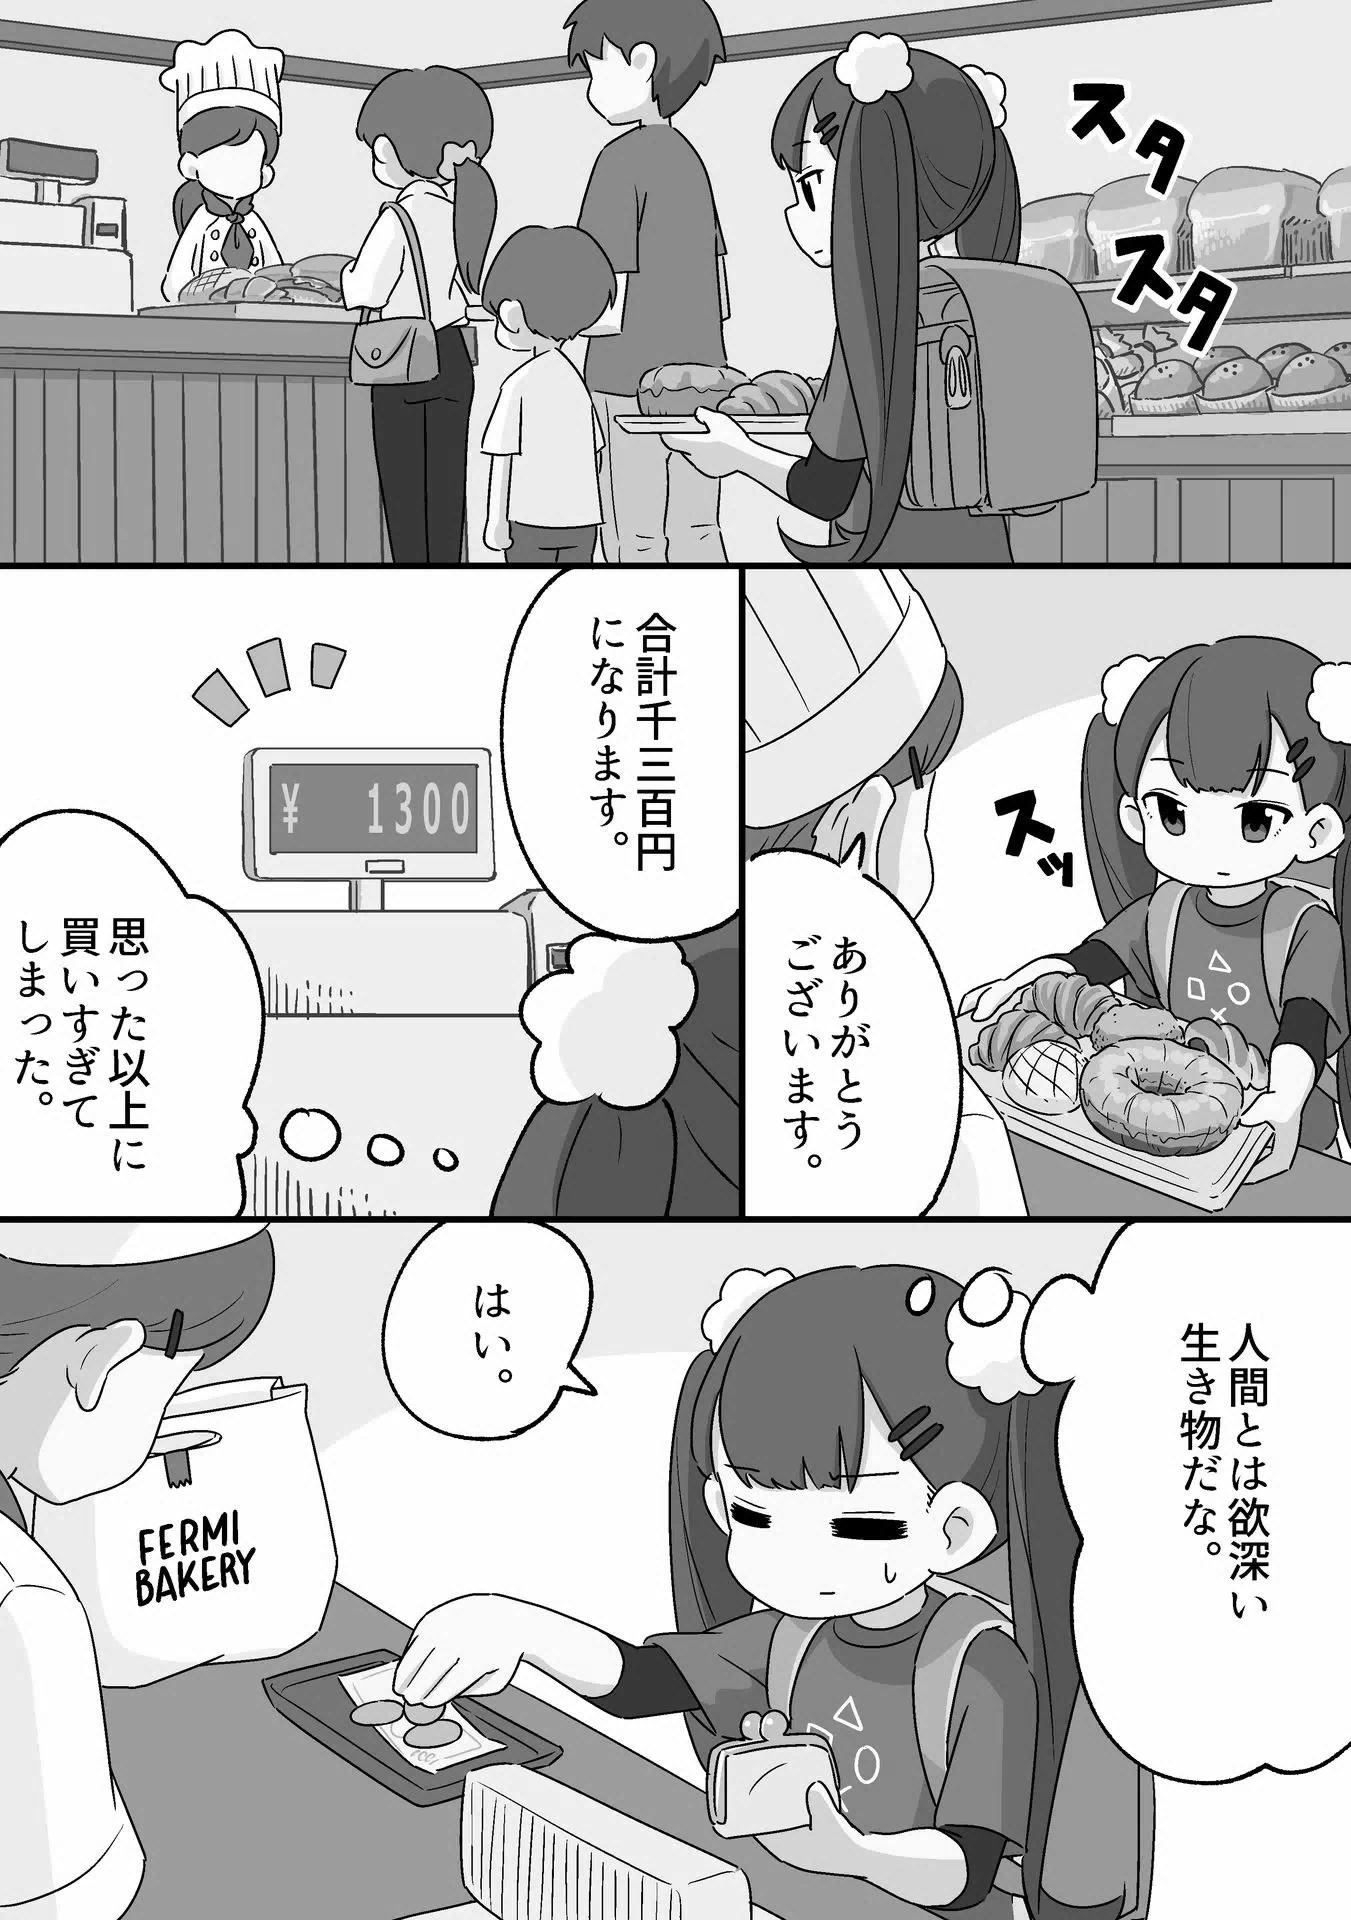 スタ
スタ
スッ
ありがとう
ございます。
合計千三百円
になります。
¥ 1300
思った以上に
買いすぎて
しまった。
人間とは欲深い
生き物だな。
はい。
FERMI
BAKERY